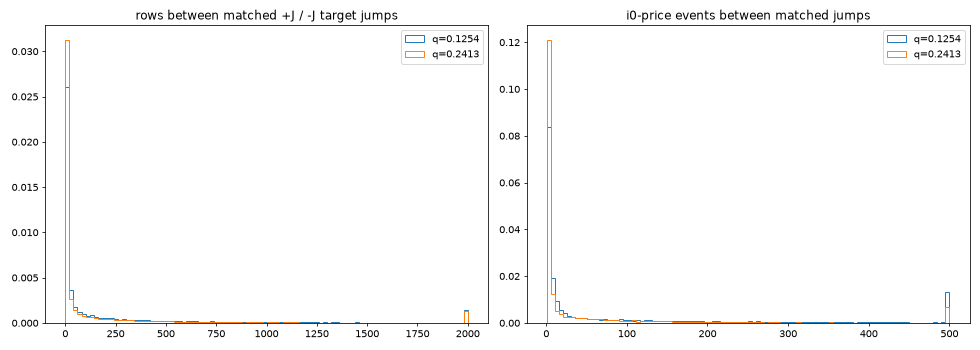 rows between matched +J / -J target jumps
q=0.1254
q=0.2413
0.030
0.025
0.020
0.015
0.010
0.005
0.000
0 250 500 750 1000 1250 1500 1750 2000
i0-price events between matched jumps
q=0.1254
q=0.2413
0.12
0.10
0.08
0.06
0.04
0.02
0.00
0 100 200 300 400 500